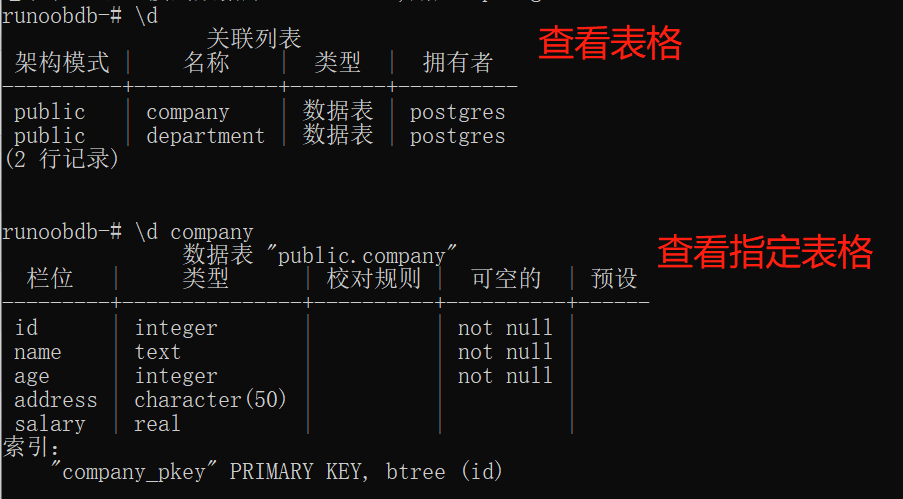 runoobdb-# \d
关联列表
架构模式 | 名称 | 类型 | 拥有者
----------+------------+--------+----------
public | company | 数据表 | postgres
public | department | 数据表 | postgres
(2 行记录)
查看表格
runoobdb-# \d company
数据表 "public.company"
栏位 | 类型 | 校对规则 | 可空的 | 预设
---------+---------------+----------+----------+------
id | integer | | not null |
name | text | | not null |
age | integer | | not null |
address | character(50) | | |
salary | real | | |
索引:
"company_pkey" PRIMARY KEY, btree (id)
查看指定表格